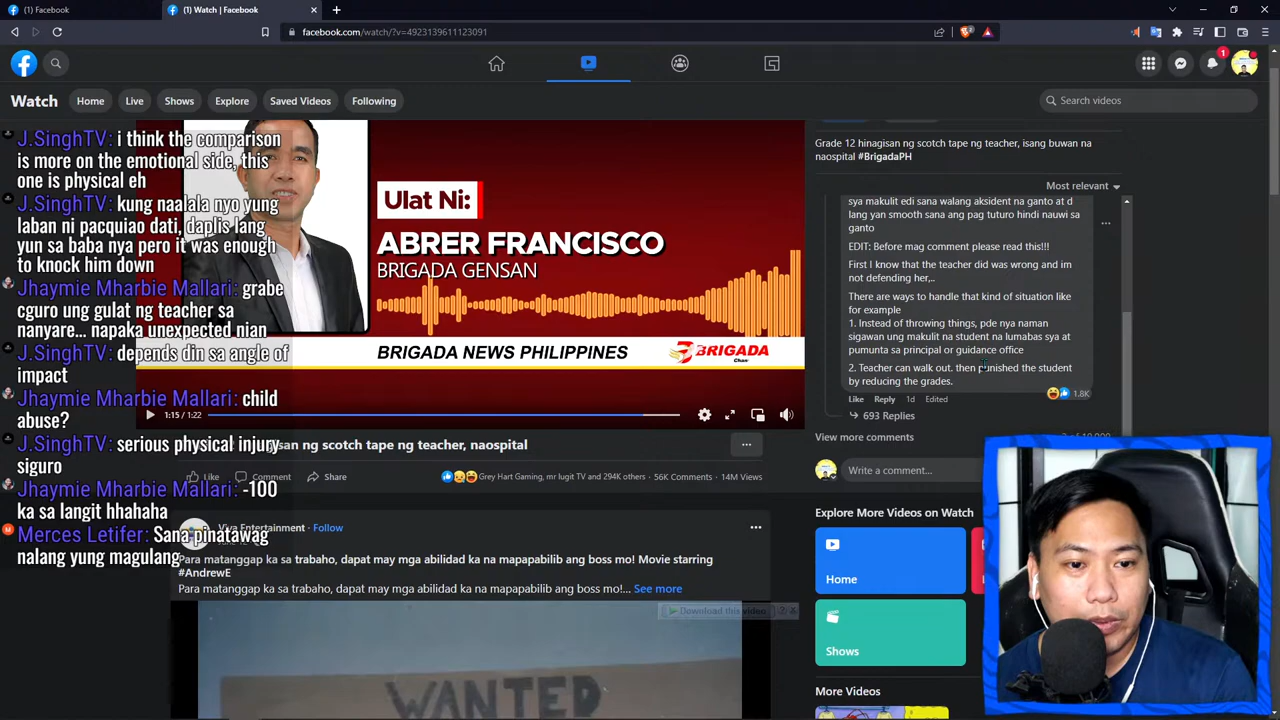 (1) Facebook
(1) Watch | Facebook
facebook.com/watch/?v=4923139611123091
1
Watch
Home
Live
Shows
Explore
Saved Videos
Following
Search videos
J.SinghTV: i think the comparison
is more on the emotional side, this
one is physical eh
J.SinghTV: kung naalala nyo yung
laban ni pacquiao dati, daplis lang
yun sa baba nya pero it was enough
to knock him down
Jhaymie Mharbie Mallari: grabe
cguro ung gulat ng teacher sa
nanyare... napaka unexpected nian
J.SinghTV: depends din sa angle of
impact
Jhaymie Mharbie Mallari: child
abuse?
J.SinghTV: serious physical injury
siguro
Jhaymie Mharbie Mallari: -100
ka sa langit hhahaha
Merces Letifer: Sana pinatawag
nalang yung magulang
Ulat Ni:
ABRER FRANCISCO
BRIGADA GENSAN
BRIGADA NEWS PHILIPPINES
BRIGADA
1:15 / 1:22
isan ng scotch tape ng teacher, naospital
Like
Comment
Share
Grey Hart Gaming, mr lugit TV and 294K others
56K Comments
14M Views
Viva Entertainment · Follow
Para matanggap ka sa trabaho, dapat may mga abilidad ka na mapapabilib ang boss mo! Movie starring
#AndrewE
Para matanggap ka sa trabaho, dapat may mga abilidad ka na mapapabilib ang boss mo!... See more
Download this video
WANTED
Grade 12 hinagisan ng scotch tape ng teacher, isang buwan na
naospital #BrigadaPH
Most relevant
sya makulit edi sana walang aksident na ganto at d
lang yan smooth sana ang pag tuturo hindi nauwi sa
ganto
EDIT: Before mag comment please read this!!!
First I know that the teacher did was wrong and im
not defending her,..
There are ways to handle that kind of situation like
for example
1. Instead of throwing things, pde nya naman
sigawan ung makulit na student na lumabas sya at
pumunta sa principal or guidance office
2. Teacher can walk out. then punished the student
by reducing the grades.
1.8K
Like
Reply
1d
Edited
693 Replies
View more comments
Write a comment...
Explore More Videos on Watch
Home
Shows
More Videos